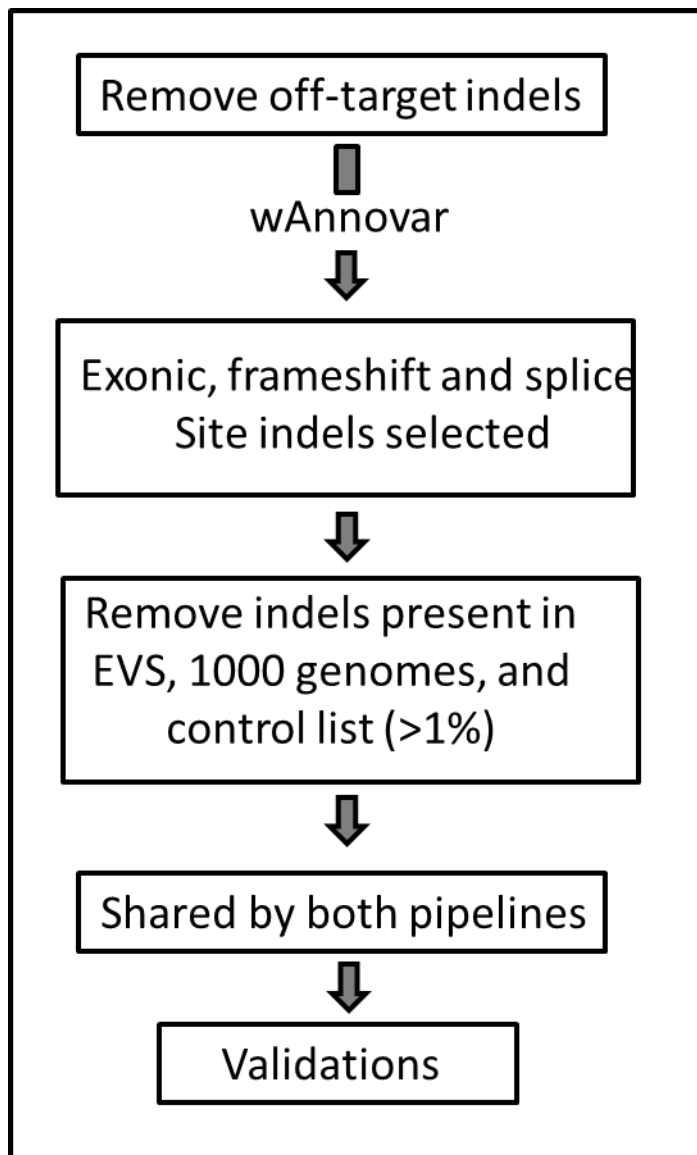 Remove off-target indels
wAnnovar
Exonic, frameshift and splice
Site indels selected
Remove indels present in
EVS, 1000 genomes, and
control list (>1%)
Shared by both pipelines
Validations